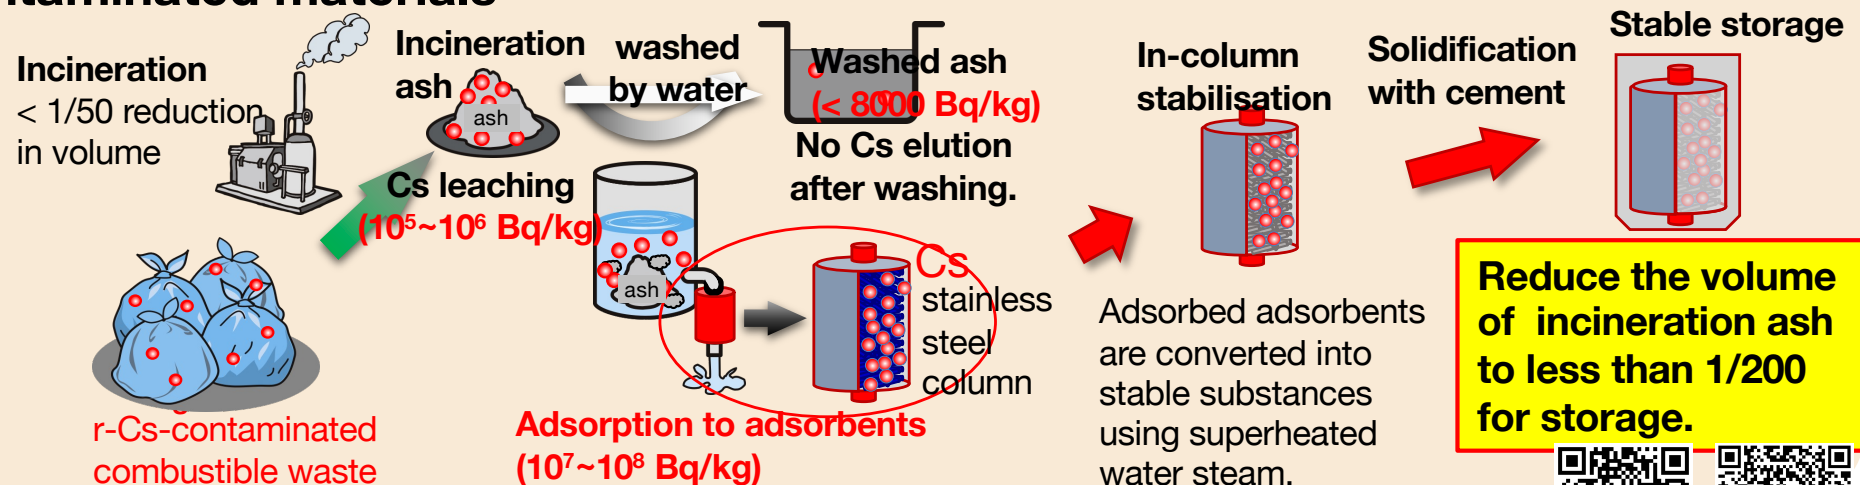 taminated materials
Incineration
< 1/50 reduction
in volume
Incineration
ash
ash
washed
by water
Washed ash
(< 8000 Bq/kg)
No Cs elution
after washing.
Cs leaching
(10⁵~10⁶ Bq/kg)
ash
r-Cs-contaminated
combustible waste
Cs
stainless
steel
column
Adsorption to adsorbents
(10⁷~10⁸ Bq/kg)
In-column
stabilisation
Adsorbed adsorbents
are converted into
stable substances
using superheated
water steam.
Solidification
with cement
Stable storage
Reduce the volume
of incineration ash
to less than 1/200
for storage.